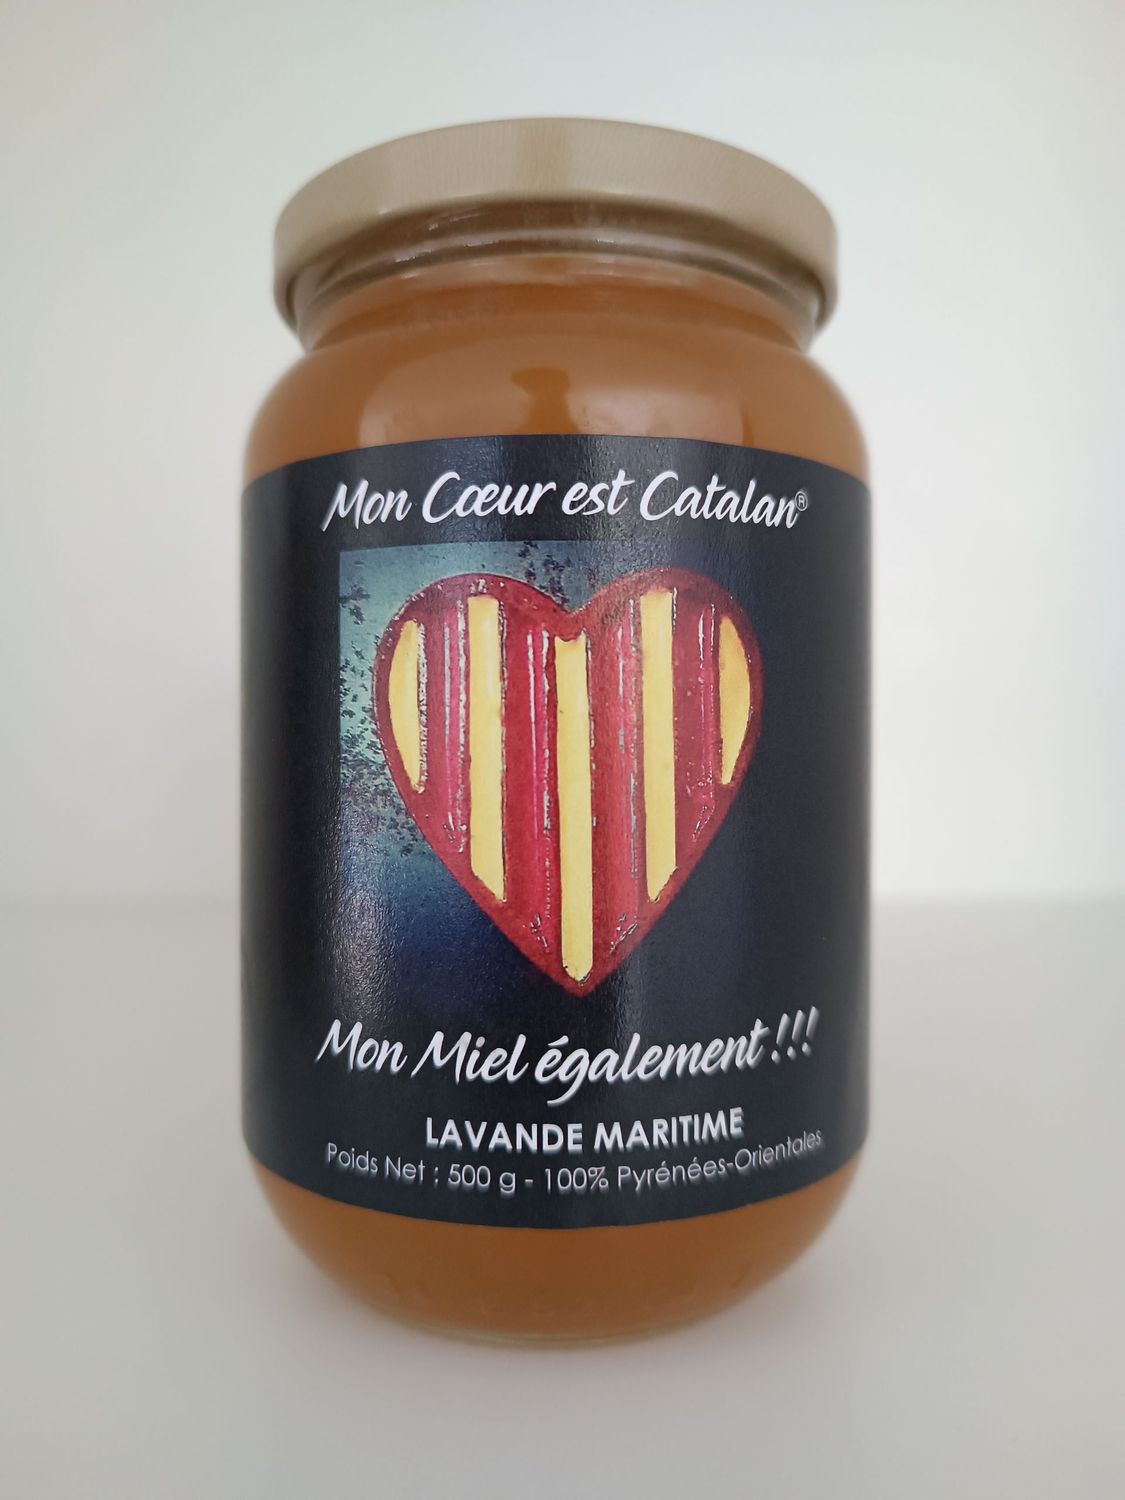 Mon Cœur est Catalan®
Mon Miel également !!!
LAVANDE MARITIME
Poids Net : 500 g - 100% Pyrénées-Orientales